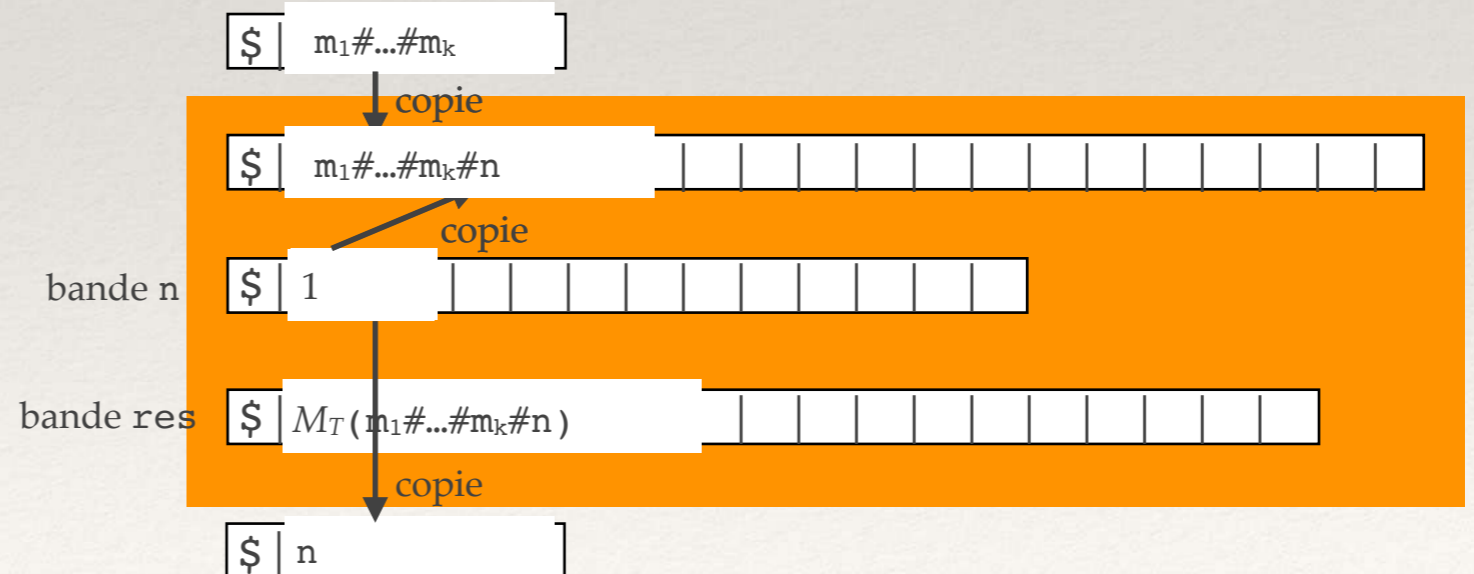 $ m₁#…#mₖ
copie
$ m₁#…#mₖ#n
copie
bande n $ 1
bande res $ M_T(m₁#…#mₖ#n)
copie
$ n